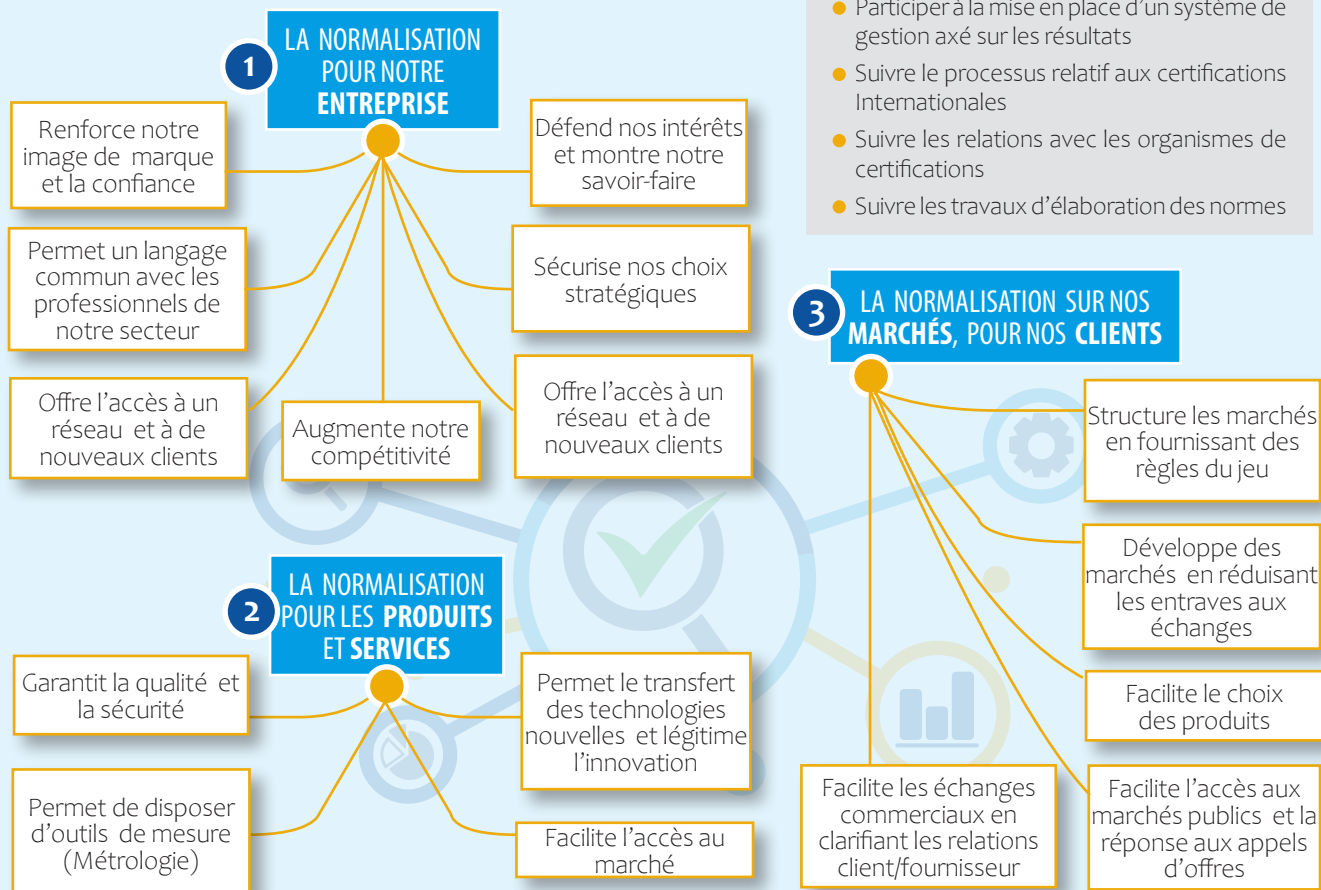 1
LA NORMALISATION
POUR NOTRE
ENTREPRISE
Renforce notre
image de marque
et la confiance
Permet un langage
commun avec les
professionnels de
notre secteur
Offre l'accès à un
réseau et à de
nouveaux clients
Augmente notre
compétitivité
Défend nos intérêts
et montre notre
savoir-faire
Sécurise nos choix
stratégiques
Offre l'accès à un
réseau et à de
nouveaux clients
2
LA NORMALISATION
POUR LES PRODUITS
ET SERVICES
Garantit la qualité et
la sécurité
Permet de disposer
d'outils de mesure
(Métrologie)
Permet le transfert
des technologies
nouvelles et légitime
l'innovation
Facilite l'accès au
marché
Participer à la mise en place d'un système de
gestion axé sur les résultats
Suivre le processus relatif aux certifications
Internationales
Suivre les relations avec les organismes de
certifications
Suivre les travaux d'élaboration des normes
3
LA NORMALISATION SUR NOS
MARCHÉS, POUR NOS CLIENTS
Structure les marchés
en fournissant des
règles du jeu
Développe des
marchés en réduisant
les entraves aux
échanges
Facilite le choix
des produits
Facilite les échanges
commerciaux en
clarifiant les relations
client/fournisseur
Facilite l'accès aux
marchés publics et la
réponse aux appels
d'offres